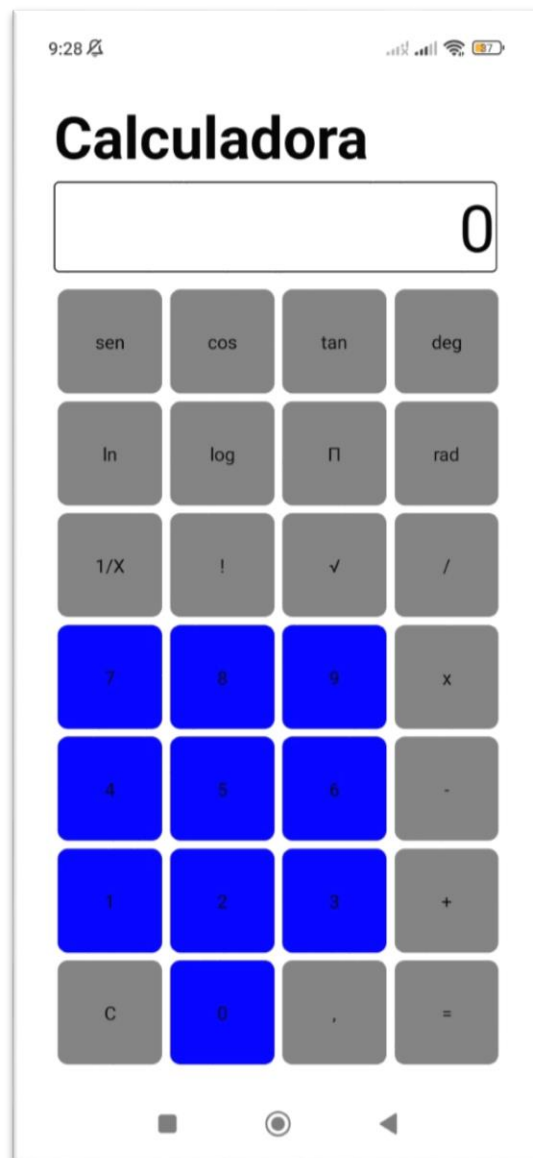 9:28
Calculadora
0
sen cos tan deg
ln log Π rad
1/X ! √ /
7 8 9 x
4 5 6 -
1 2 3 +
C 0 , =